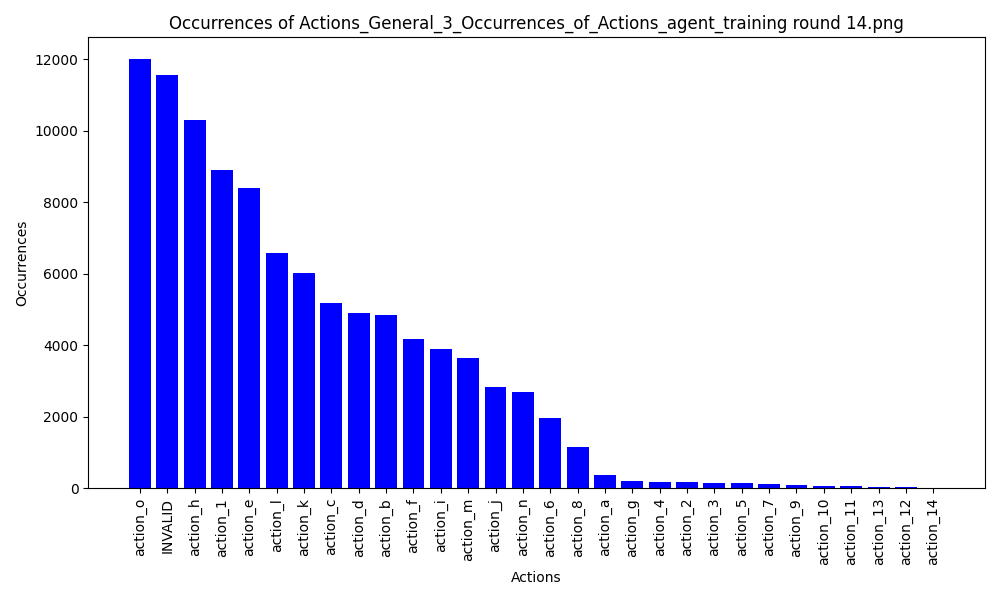 Occurrences of Actions_General_3_Occurrences_of_Actions_agent_training round 14.png
Occurrences
12000
10000
8000
6000
4000
2000
0
action_o
INVALID
action_h
action_1
action_e
action_l
action_k
action_c
action_d
action_b
action_f
action_i
action_m
action_j
action_n
action_6
action_8
action_a
action_g
action_4
action_2
action_3
action_5
action_7
action_9
action_10
action_11
action_13
action_12
action_14
Actions